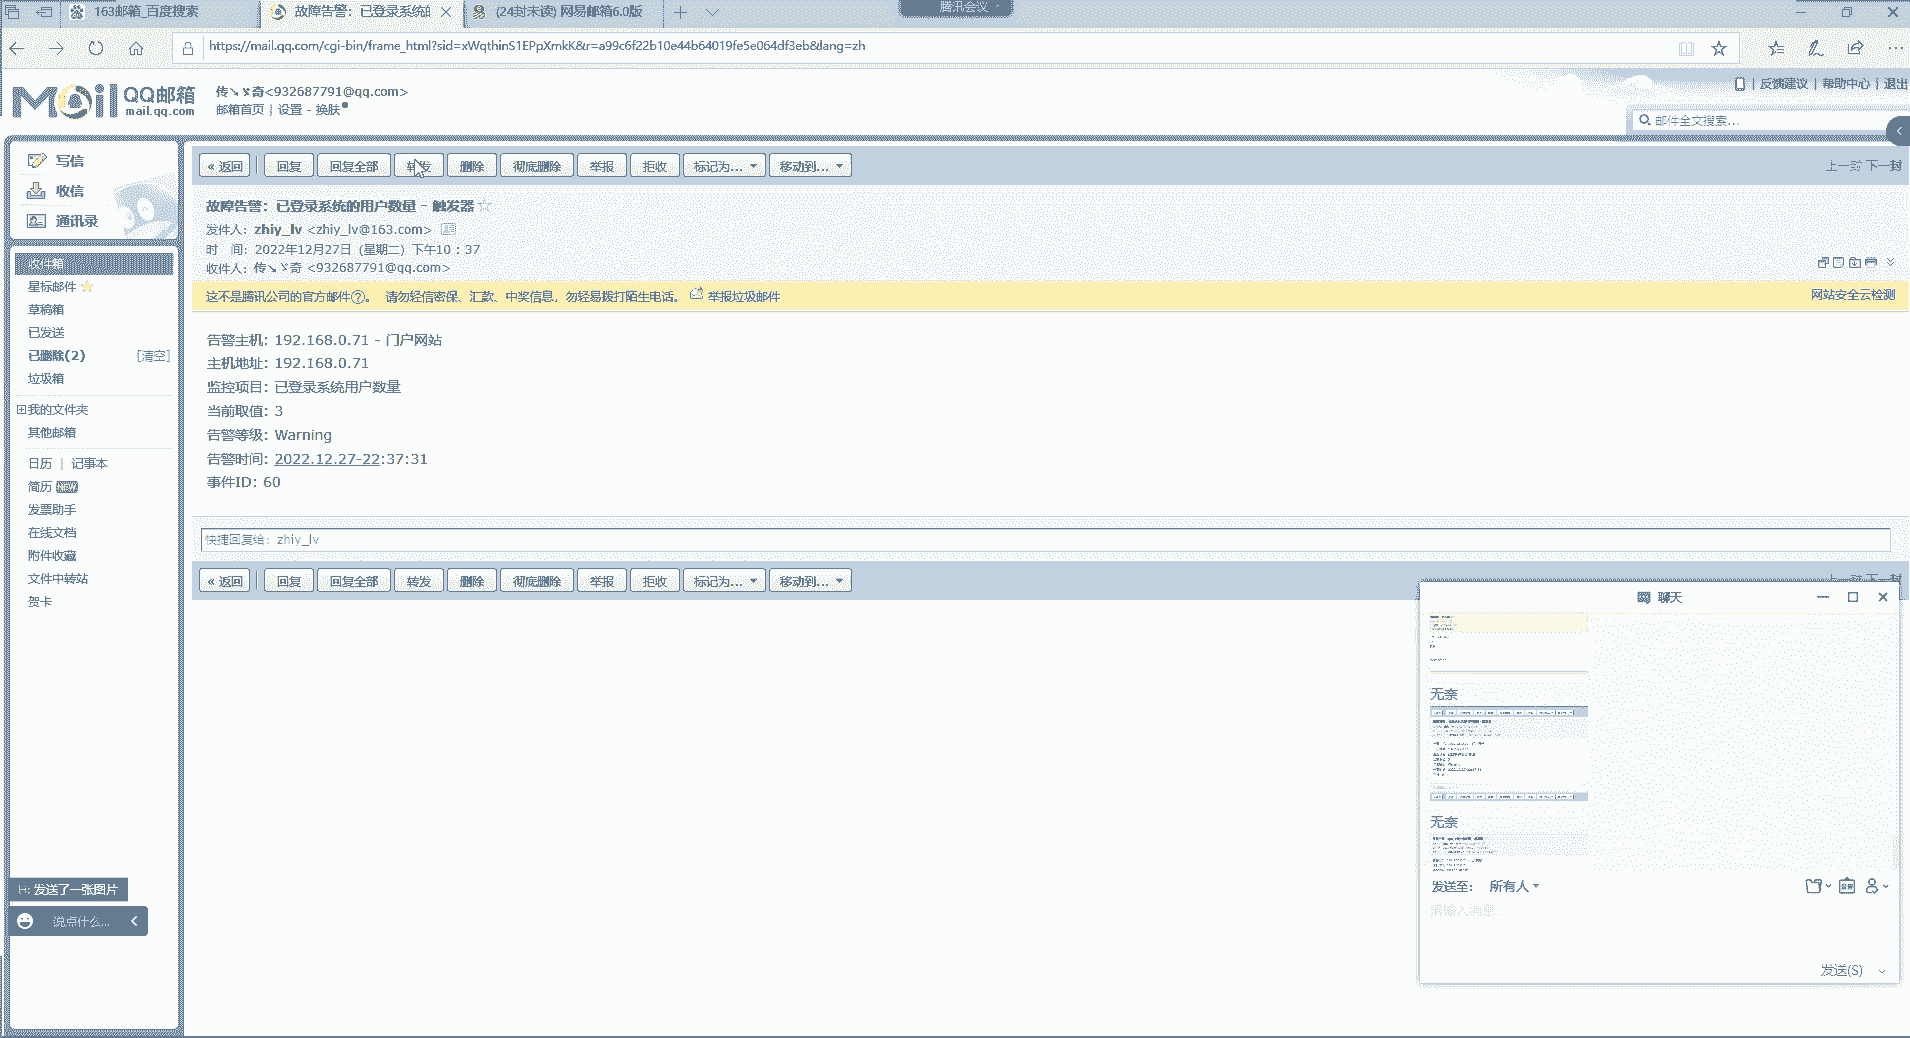 163邮箱_百度搜索
故障告警：已登录系统的
(24封未读) 网易邮箱6.0版
腾讯会议
https://mail.qq.com/cgi-bin/frame_html?sid=xWqthinS1EPpXmkK&r=a99c6f22b10e44b64019fe5e064df3eb&lang=zh
Mail QQ邮箱
mail.qq.com
传↘ゞ奇<932687791@qq.com>
邮箱首页 | 设置 - 换肤
| 反馈建议 | 帮助中心 | 退出
邮件全文搜索...
写信
收信
通讯录
收件箱
星标邮件
草稿箱
已发送
已删除(2) [清空]
垃圾箱
我的文件夹
其他邮箱
日历 | 记事本
简历 NEW
发票助手
在线文档
附件收藏
文件中转站
贺卡
« 返回 回复 回复全部 转发 删除 彻底删除 举报 拒收 标记为... 移动到...
上一封 下一封
故障告警：已登录系统的用户数量 - 触发器
发件人：zhiy_lv <zhiy_lv@163.com>
时 间：2022年12月27日 (星期二) 下午10：37
收件人：传↘ゞ奇 <932687791@qq.com>
这不是腾讯公司的官方邮件?。 请勿轻信密保、汇款、中奖信息，勿轻易拨打陌生电话。 举报垃圾邮件
网站安全云检测
告警主机：192.168.0.71 - 门户网站
主机地址：192.168.0.71
监控项目：已登录系统用户数量
当前取值：3
告警等级：Warning
告警时间：2022.12.27-22:37:31
事件ID：60
快捷回复给：zhiy_lv
« 返回 回复 回复全部 转发 删除 彻底删除 举报 拒收 标记为... 移动到...
上一封 下一封
聊天
无奈
无奈
发送至： 所有人
请输入消息...
发送(S)
H: 发送了一张图片
说点什么...